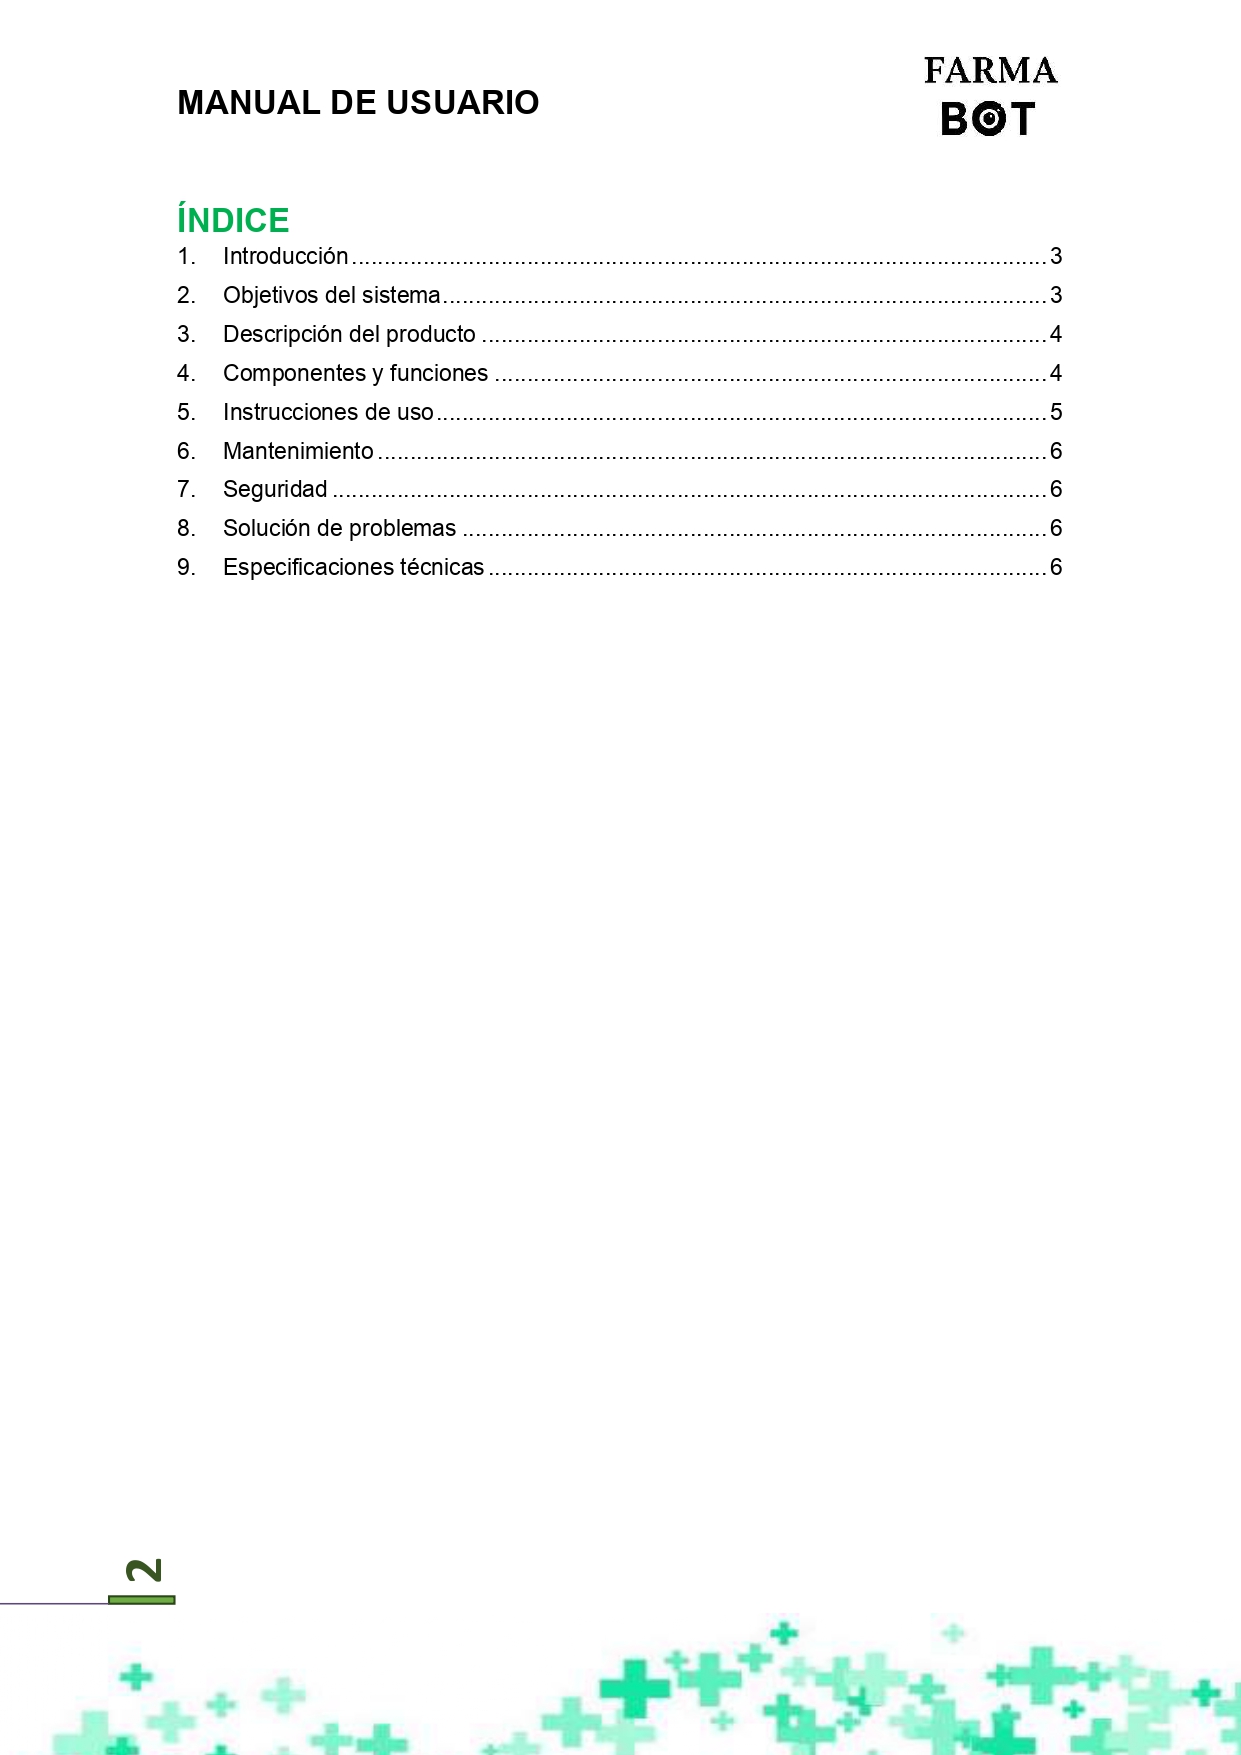 MANUAL DE USUARIO
FARMA
BOT
ÍNDICE
1. Introducción 3
2. Objetivos del sistema 3
3. Descripción del producto 4
4. Componentes y funciones 4
5. Instrucciones de uso 5
6. Mantenimiento 6
7. Seguridad 6
8. Solución de problemas 6
9. Especificaciones técnicas 6
2